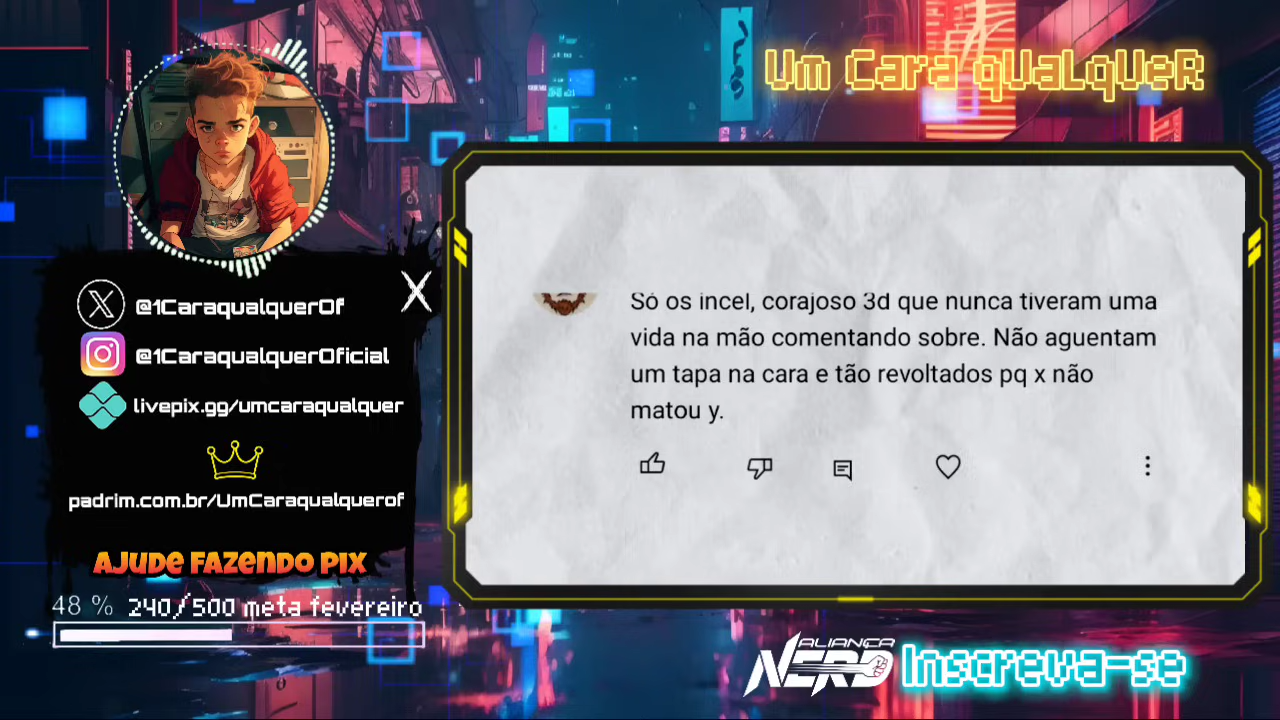 Um Cara qUaLqUeR
@1CaraqualquerOf
X
@1CaraqualquerOficial
livepix.gg/umcaraqualquer
padrim.com.br/UmCaraqualquerof
Ajude Fazendo Pix
48 % 240/500 meta fevereiro
Só os incel, corajoso 3d que nunca tiveram uma
vida na mão comentando sobre. Não aguentam
um tapa na cara e tão revoltados pq x não
matou y.
ALIANÇA
NERD
Inscreva-se